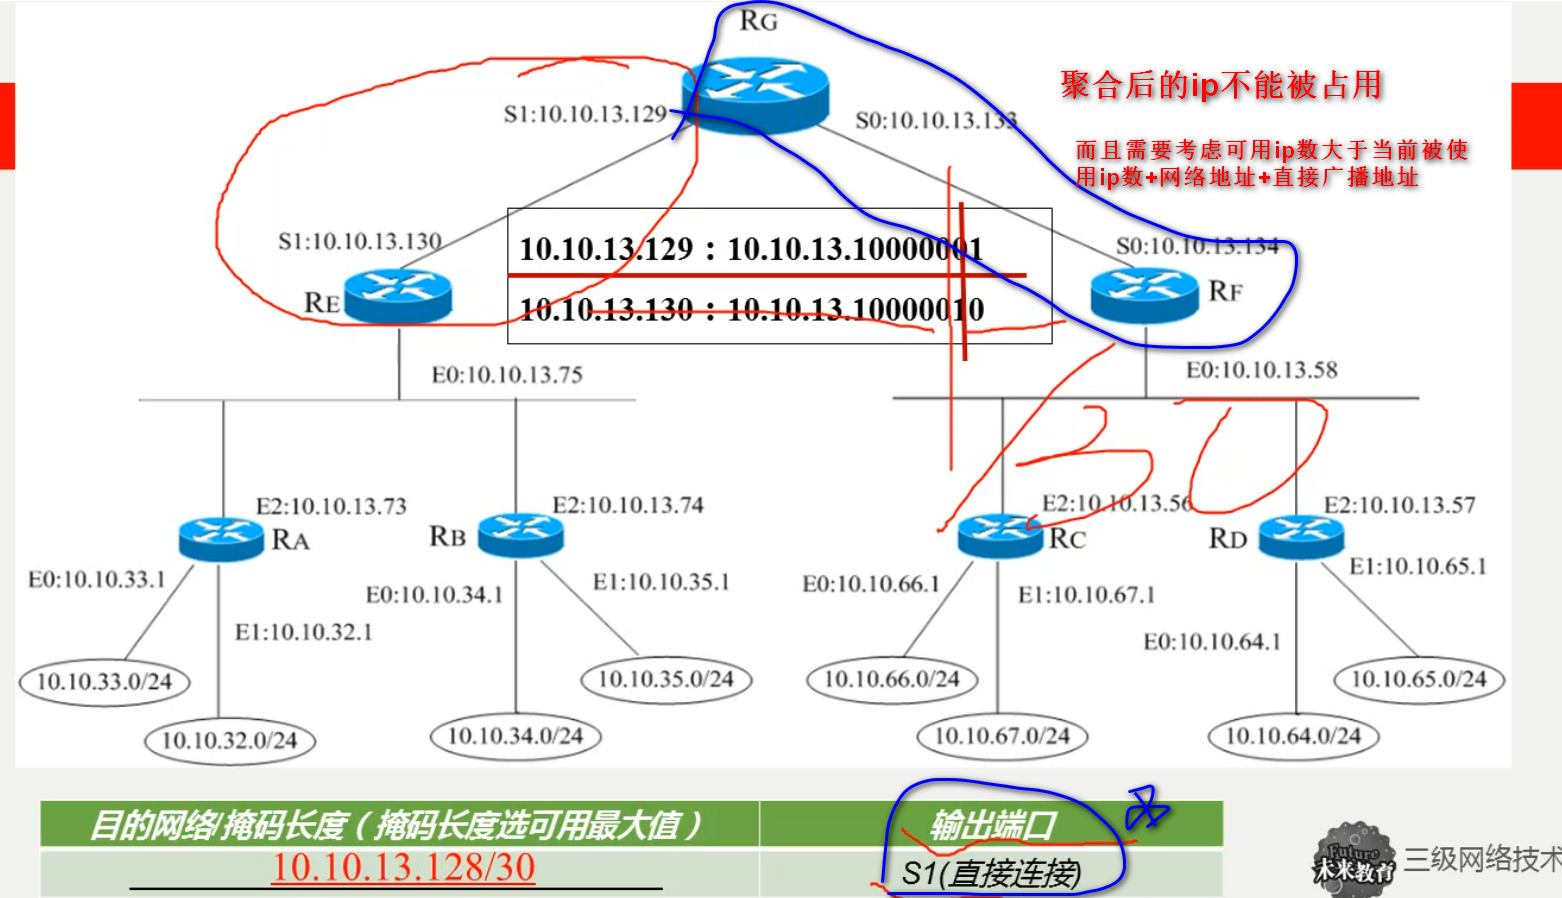 RG
聚合后的ip不能被占用
S1:10.10.13.129
S0:10.10.13.133
而且需要考虑可用ip数大于当前被使
用ip数+网络地址+直接广播地址
S1:10.10.13.130
10.10.13.129：10.10.13.10000001
S0:10.10.13.134
RE
10.10.13.130：10.10.13.10000010
RF
E0:10.10.13.75
E0:10.10.13.58
30
E2:10.10.13.73
E2:10.10.13.74
E2:10.10.13.56
E2:10.10.13.57
RA
RB
RC
RD
E0:10.10.33.1
E0:10.10.34.1
E1:10.10.35.1
E0:10.10.66.1
E1:10.10.67.1
E1:10.10.65.1
E1:10.10.32.1
E0:10.10.64.1
10.10.33.0/24
10.10.35.0/24
10.10.66.0/24
10.10.65.0/24
10.10.32.0/24
10.10.34.0/24
10.10.67.0/24
10.10.64.0/24
目的网络/掩码长度（掩码长度选可用最大值）
输出端口
10.10.13.128/30
S1(直接连接)
Future
未来教育
三级网络技术